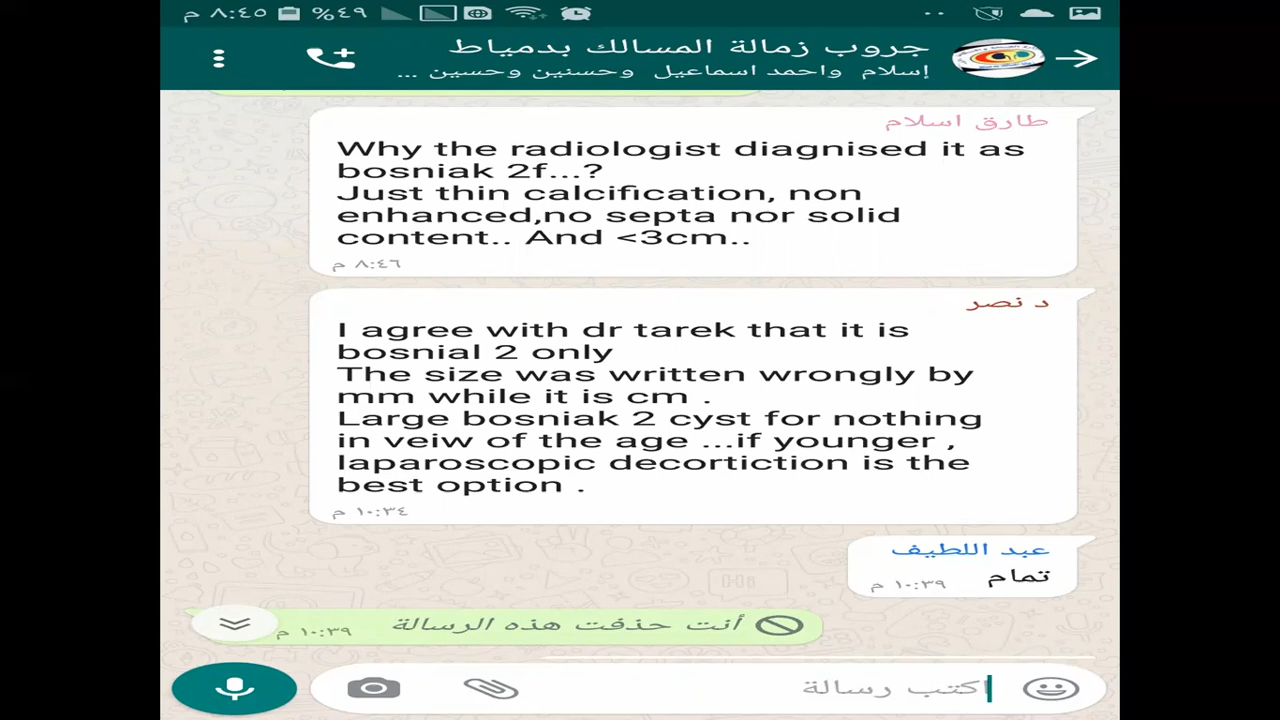 ٨:٤٥ م
%٤٩
جروب زمالة المسالك بدمياط
إسلام واحمد اسماعيل وحسنين وحسين ...
طارق اسلام
Why the radiologist diagnised it as
bosniak 2f...?
Just thin calcification, non
enhanced,no septa nor solid
content.. And <3cm..
٨:٤٦ م
د نصر
I agree with dr tarek that it is
bosnial 2 only
The size was written wrongly by
mm while it is cm .
Large bosniak 2 cyst for nothing
in veiw of the age ...if younger ,
laparoscopic decortiction is the
best option .
١٠:٣٤ م
عبد اللطيف
تمام
١٠:٣٩ م
أنت حذفت هذه الرسالة
١٠:٣٩ م
اكتب رسالة